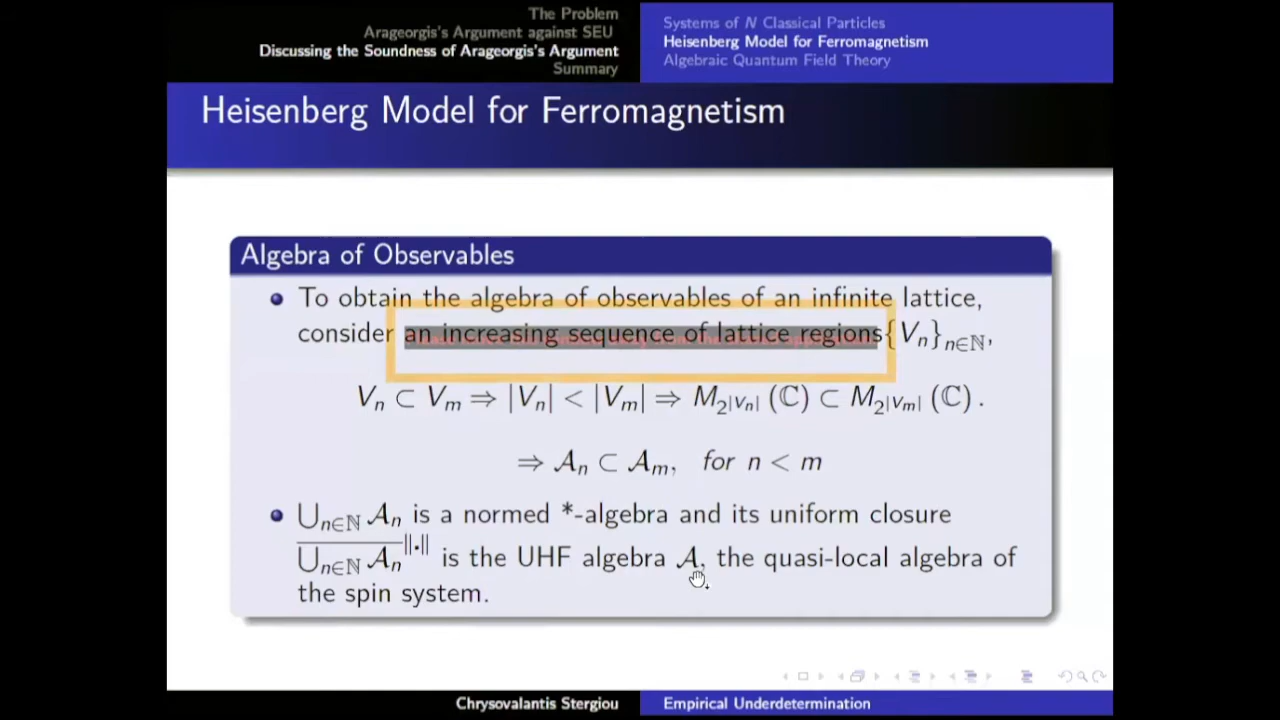 The Problem
Arageorgis's Argument against SEU
Discussing the Soundness of Arageorgis's Argument
Summary
Systems of N Classical Particles
Heisenberg Model for Ferromagnetism
Algebraic Quantum Field Theory
Heisenberg Model for Ferromagnetism
Algebra of Observables
To obtain the algebra of observables of an infinite lattice,
consider an increasing sequence of lattice regions{V_n}_{n∈ℕ},
V_n ⊂ V_m ⇒ |V_n| < |V_m| ⇒ M_{2^{|V_n|}} (ℂ) ⊂ M_{2^{|V_m|}} (ℂ).
⇒ 𝒜_n ⊂ 𝒜_m, for n < m
⋃_{n∈ℕ} 𝒜_n is a normed *-algebra and its uniform closure
\overline{⋃_{n∈ℕ} 𝒜_n}^{||·||} is the UHF algebra 𝒜, the quasi-local algebra of
the spin system.
Chrysovalantis Stergiou
Empirical Underdetermination